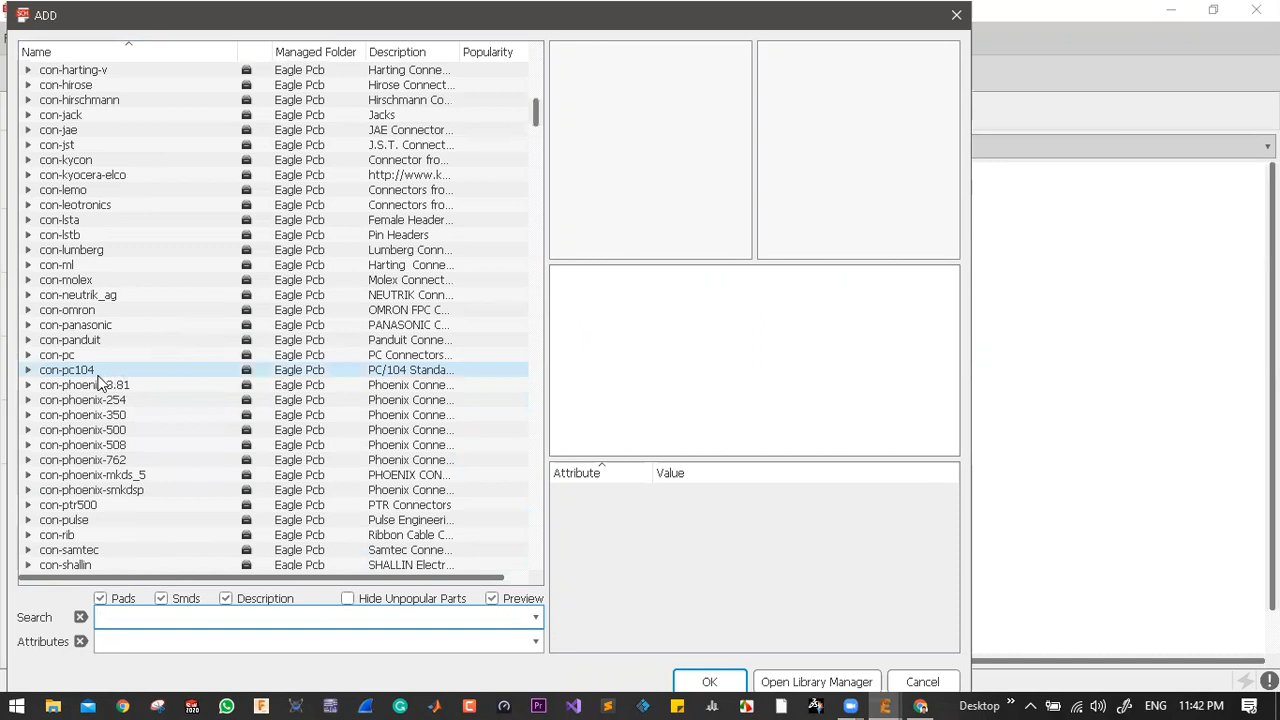 SCH ADD
Name Managed Folder Description Popularity
con-harting-v Eagle Pcb Harting Conne...
con-hirose Eagle Pcb Hirose Connect...
con-hirschmann Eagle Pcb Hirschmann Co...
con-jack Eagle Pcb Jacks
con-jae Eagle Pcb JAE Connector...
con-jst Eagle Pcb J.S.T. Connect...
con-kycon Eagle Pcb Connector fro...
con-kyocera-elco Eagle Pcb http://www.k...
con-lemo Eagle Pcb Connectors fro...
con-leotronics Eagle Pcb Connectors fro...
con-lsta Eagle Pcb Female Header...
con-lstb Eagle Pcb Pin Headers
con-lumberg Eagle Pcb Lumberg Conn...
con-ml Eagle Pcb Harting Conne...
con-molex Eagle Pcb Molex Connect...
con-neutrik_ag Eagle Pcb NEUTRIK Conn...
con-omron Eagle Pcb OMRON FPC C...
con-panasonic Eagle Pcb PANASONIC C...
con-panduit Eagle Pcb Panduit Conne...
con-pc Eagle Pcb PC Connectors...
con-pc104 Eagle Pcb PC/104 Standa...
Eagle Pcb Phoenix Conne...
con-phoenix-254 Eagle Pcb Phoenix Conne...
con-phoenix-350 Eagle Pcb Phoenix Conne...
con-phoenix-500 Eagle Pcb Phoenix Conne...
con-phoenix-508 Eagle Pcb Phoenix Conne...
con-phoenix-762 Eagle Pcb Phoenix Conne...
con-phoenix-mkds_5 Eagle Pcb PHOENIX CON...
con-phoenix-smkdsp Eagle Pcb Phoenix Conne...
con-ptr500 Eagle Pcb PTR Connectors
con-pulse Eagle Pcb Pulse Engineeri...
con-rib Eagle Pcb Ribbon Cable C...
con-samtec Eagle Pcb Samtec Conne...
con-shallin Eagle Pcb SHALLIN Electr...
Attribute Value
Pads Smds Description Hide Unpopular Parts Preview
Search
Attributes
OK Open Library Manager Cancel
Desktop 11:42 PM